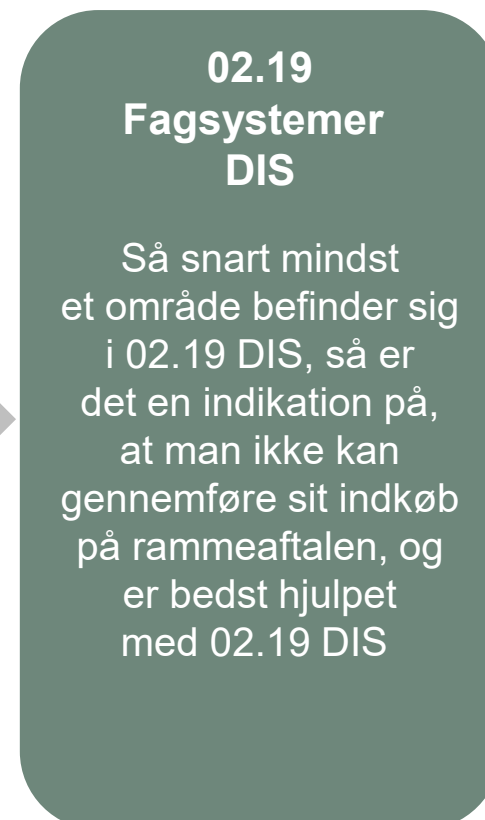 02.19
Fagsystemer
DIS
Så snart mindst
et område befinder sig
i 02.19 DIS, så er
det en indikation på,
at man ikke kan
gennemføre sit indkøb
på rammeaftalen, og
er bedst hjulpet
med 02.19 DIS